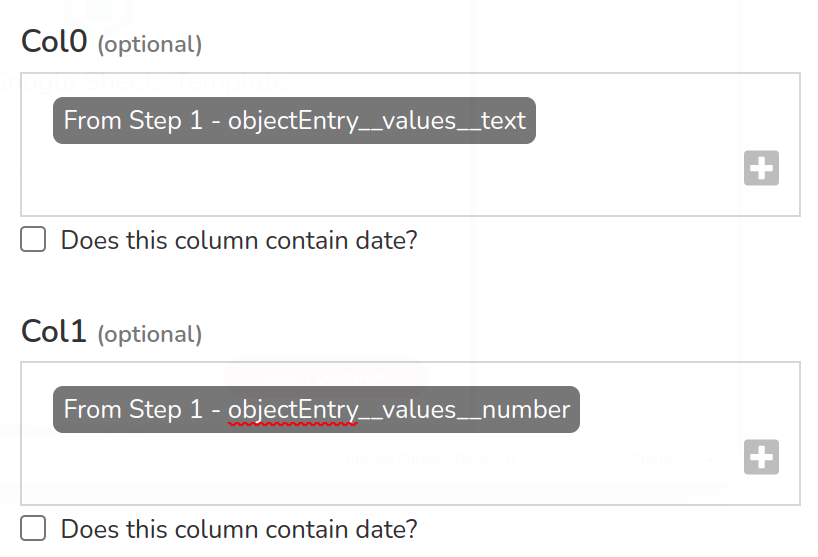 Col0 (optional)
From Step 1 - objectEntry__values__text
Does this column contain date?
Col1 (optional)
From Step 1 - objectEntry__values__number
Does this column contain date?